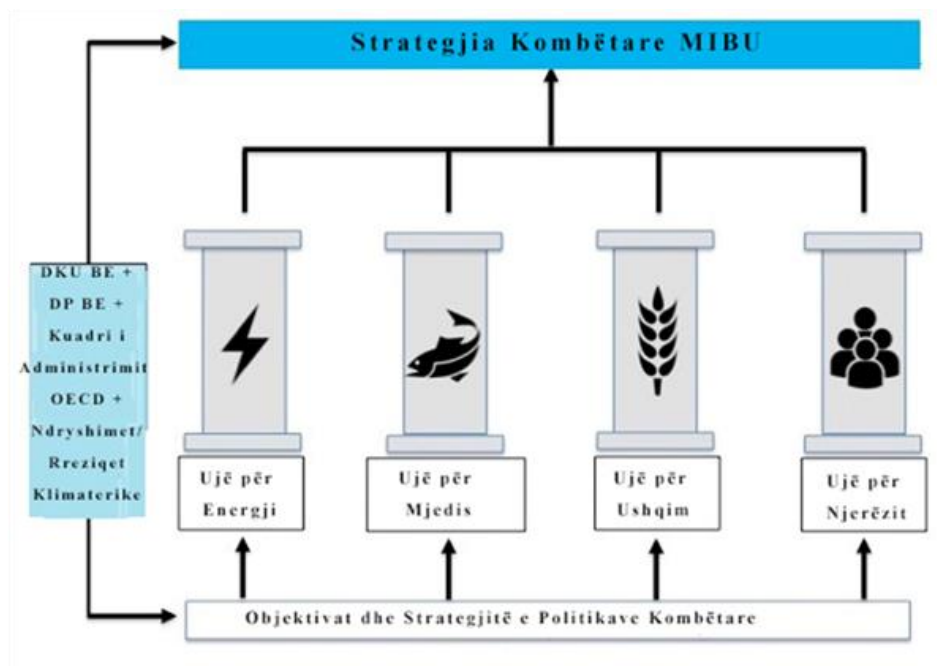 Strategjia Kombëtare MIBU
DKU BE +
DP BE +
Kuadri i
Administrimit
OECD +
Ndryshimet/
Rreziqet
Klimaterike
Ujë për
Energji
Ujë për
Mjedis
Ujë për
Ushqim
Ujë për
Njerëzit
Objektivat dhe Strategjitë e Politikave Kombëtare